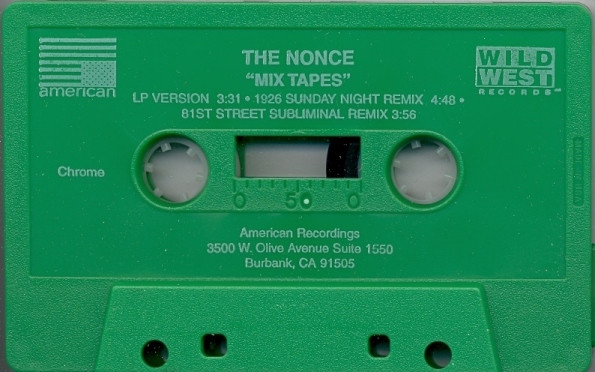 american
THE NONCE
"MIX TAPES"
WILD
WEST
RECORDS
LP VERSION 3:31 • 1926 SUNDAY NIGHT REMIX 4:48 •
81ST STREET SUBLIMINAL REMIX 3:56
Chrome
0 50 0
American Recordings
3500 W. Olive Avenue Suite 1550
Burbank, CA 91505